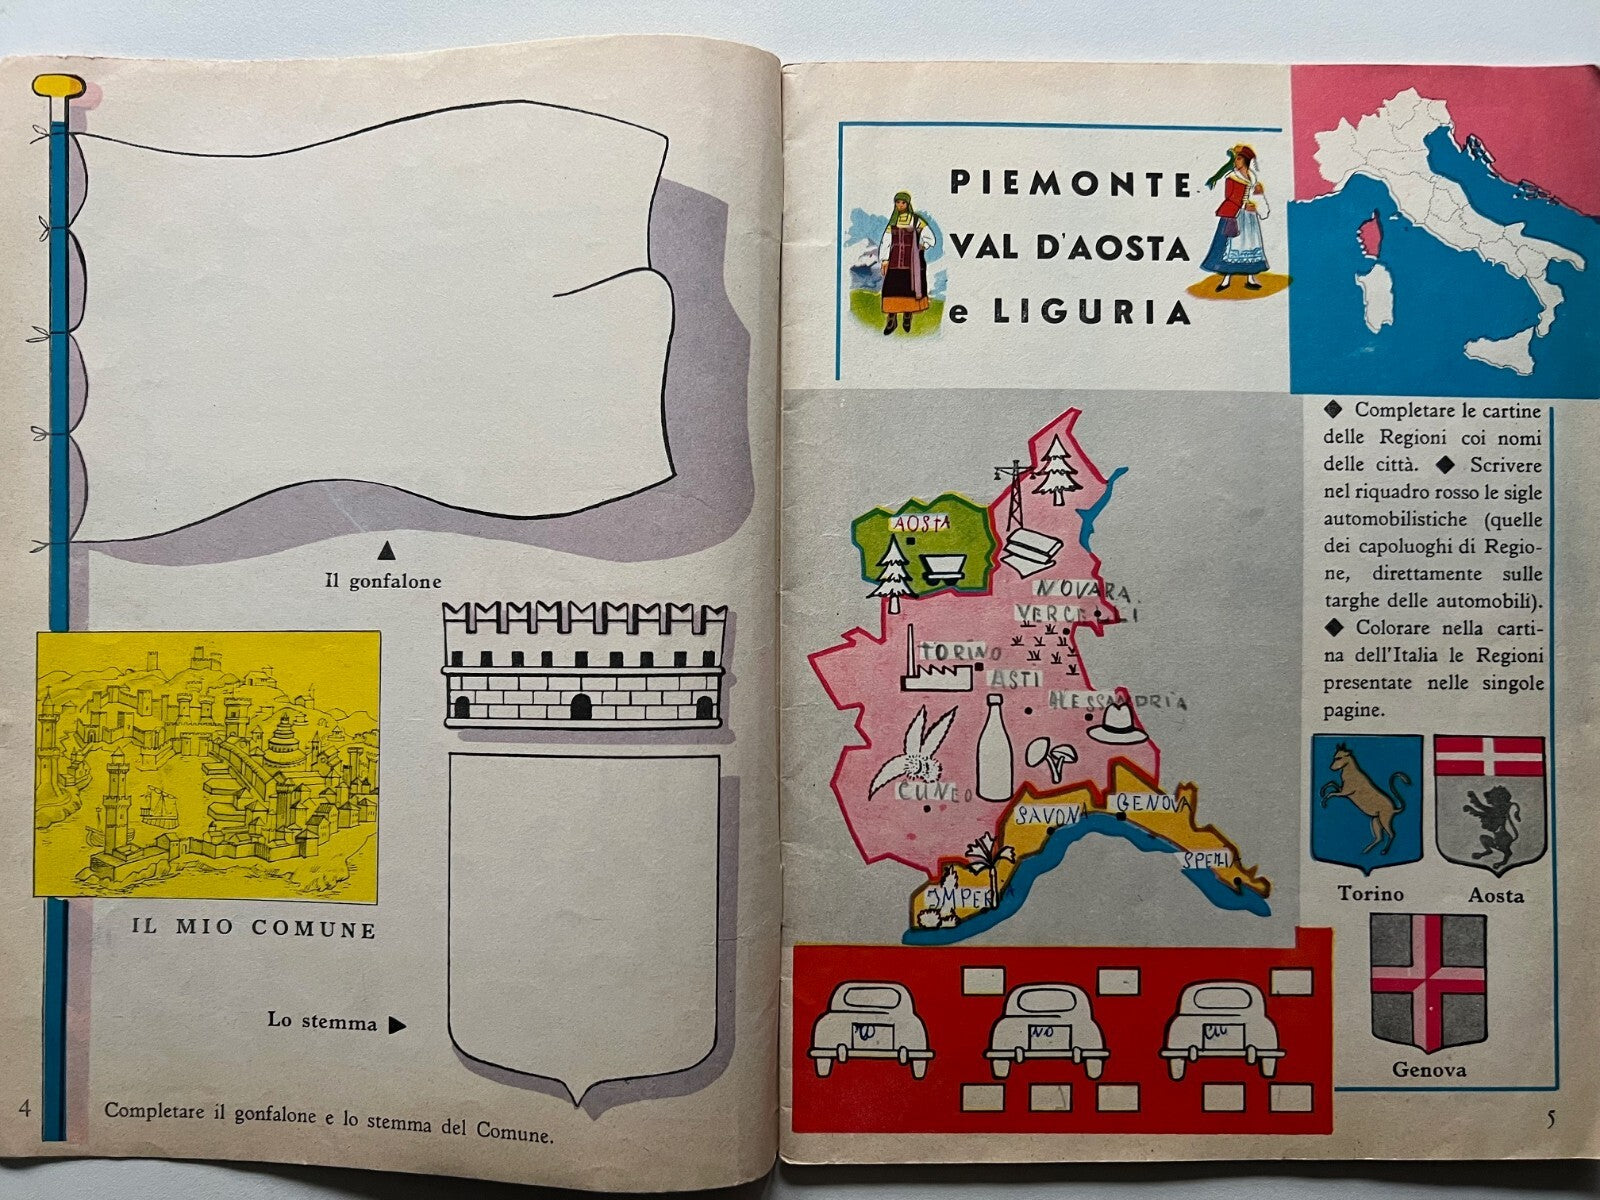 Il gonfalone
IL MIO COMUNE
Lo stemma
4
Completare il gonfalone e lo stemma del Comune.
PIEMONTE
VAL D'AOSTA
e LIGURIA
AOSTA
NOVARA
VERCELLI
TORINO
ASTI
ALESSANDRIA
CUNEO
SAVONA
GENOVA
SPEZIA
IMPERIA
◆ Completare le cartine
delle Regioni coi nomi
delle città. ◆ Scrivere
nel riquadro rosso le sigle
automobilistiche (quelle
dei capoluoghi di Regio-
ne, direttamente sulle
targhe delle automobili).
◆ Colorare nella carti-
na dell'Italia le Regioni
presentate nelle singole
pagine.
Torino
Aosta
Genova
TO
NO
CU
5